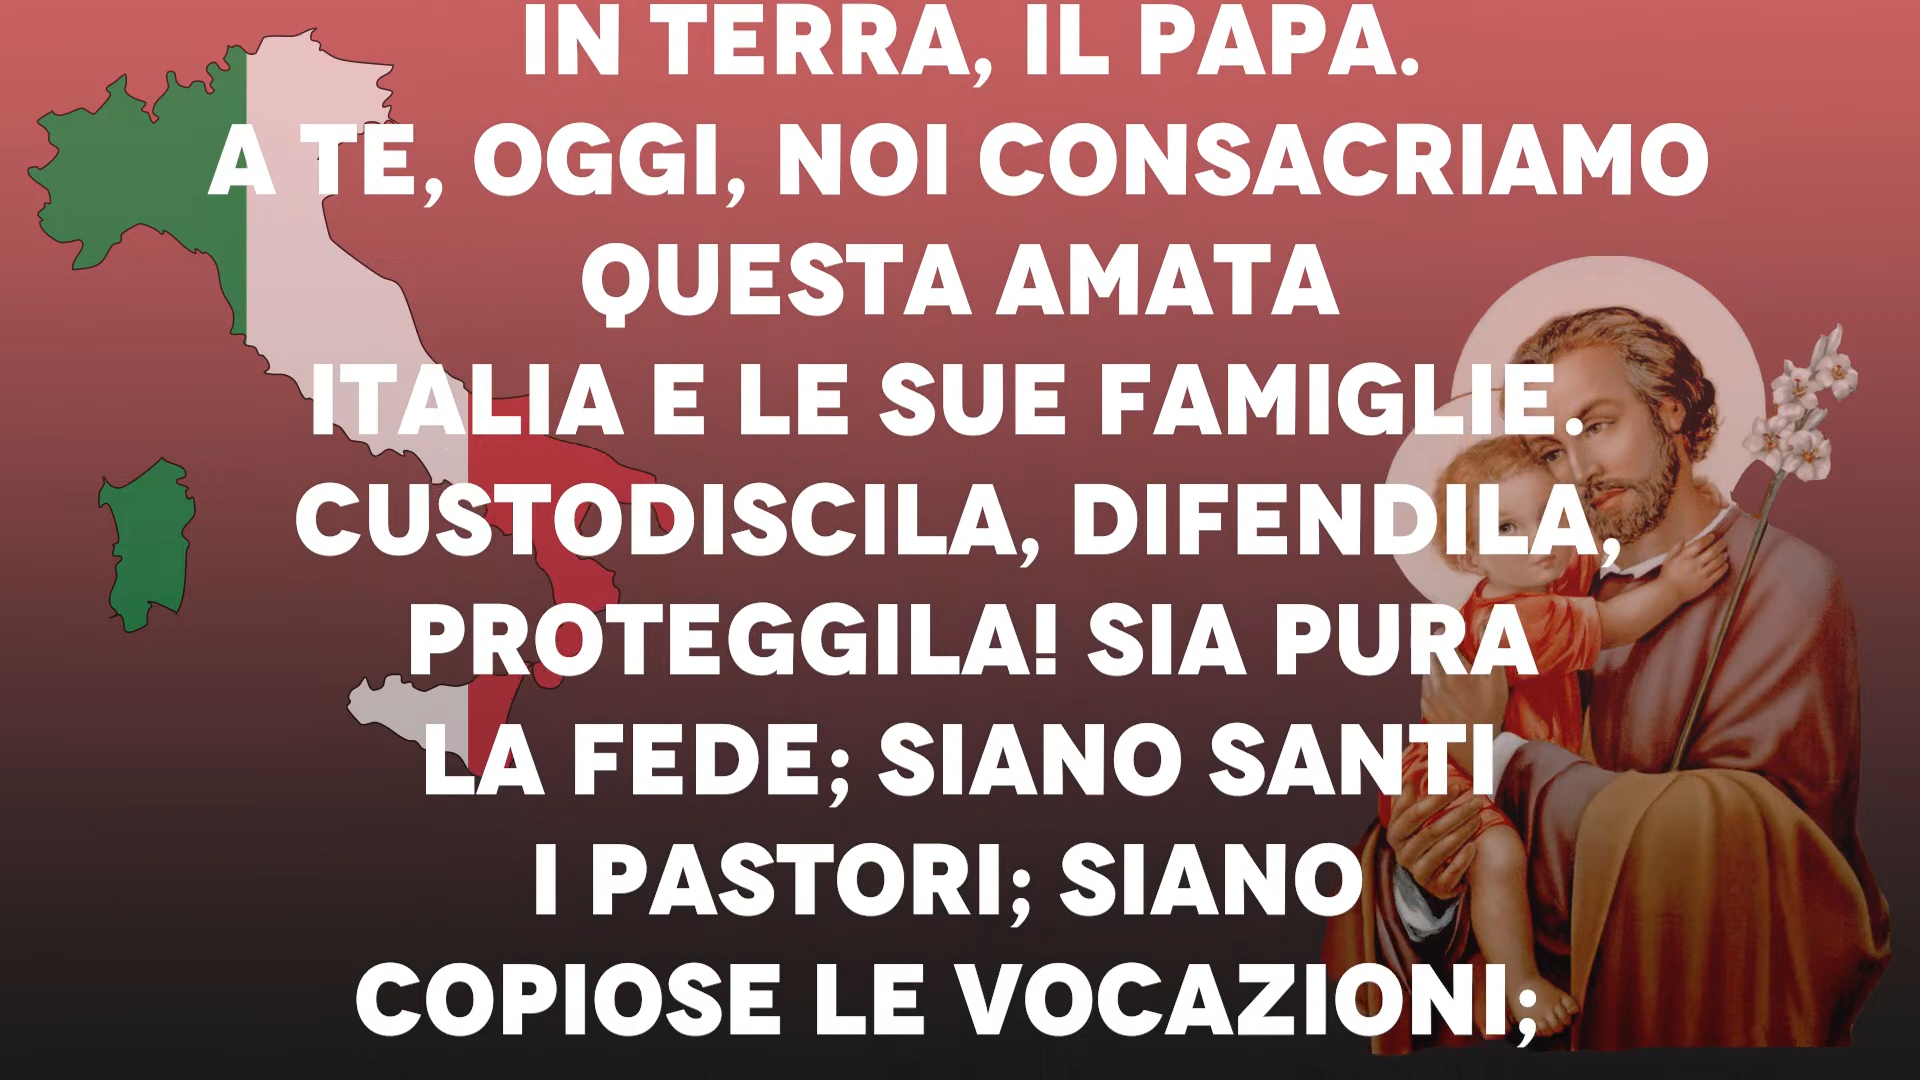 IN TERRA, IL PAPA.
A TE, OGGI, NOI CONSACRIAMO
QUESTA AMATA
ITALIA E LE SUE FAMIGLIE.
CUSTODISCILA, DIFENDILA,
PROTEGGILA! SIA PURA
LA FEDE; SIANO SANTI
I PASTORI; SIANO
COPIOSE LE VOCAZIONI;